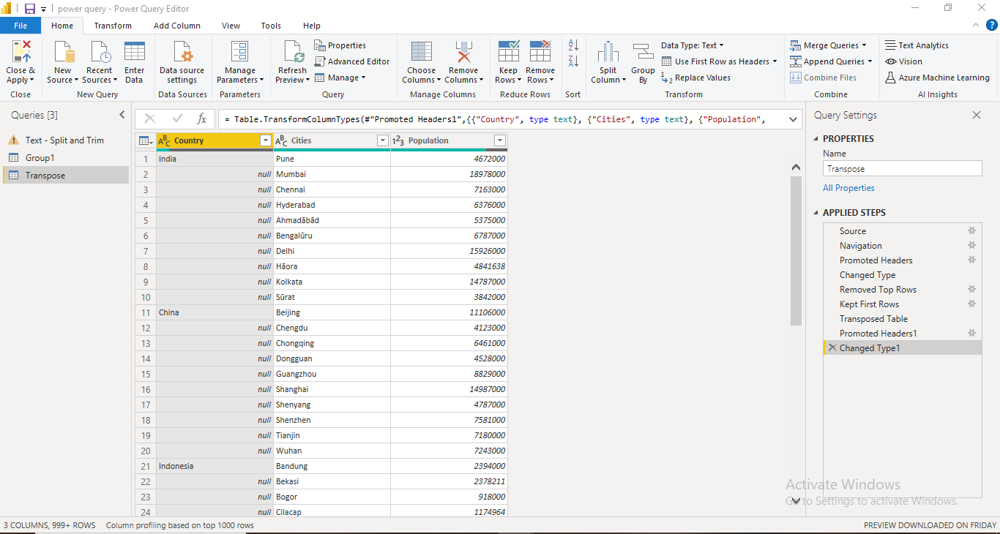 power query - Power Query Editor
File Home Transform Add Column View Tools Help
Close & Apply
New Source
Recent Sources
Enter Data
Data source settings
Manage Parameters
Refresh Preview
Properties
Advanced Editor
Manage
Choose Columns
Remove Columns
Keep Rows
Remove Rows
Split Column
Group By
Data Type: Text
Use First Row as Headers
Replace Values
Merge Queries
Append Queries
Combine Files
Text Analytics
Vision
Azure Machine Learning
Close New Query Data Sources Parameters Query Manage Columns Reduce Rows Sort Transform Combine AI Insights
Queries [3]
Text - Split and Trim
Group1
Transpose
= Table.TransformColumnTypes(#"Promoted Headers1",{{"Country", type text}, {"Cities", type text}, {"Population",
Country Cities Population
1 India Pune 4672000
2 null Mumbai 18978000
3 null Chennai 7163000
4 null Hyderabad 6376000
5 null Ahmadābād 5375000
6 null Bengalūru 6787000
7 null Delhi 15926000
8 null Hāora 4841638
9 null Kolkata 14787000
10 null Sūrat 3842000
11 China Beijing 11106000
12 null Chengdu 4123000
13 null Chongqing 6461000
14 null Dongguan 4528000
15 null Guangzhou 8829000
16 null Shanghai 14987000
17 null Shenyang 4787000
18 null Shenzhen 7581000
19 null Tianjin 7180000
20 null Wuhan 7243000
21 Indonesia Bandung 2394000
22 null Bekasi 2378211
23 null Bogor 918000
24 null Cilacap 1174964
Query Settings
PROPERTIES
Name
Transpose
All Properties
APPLIED STEPS
Source
Navigation
Promoted Headers
Changed Type
Removed Top Rows
Kept First Rows
Transposed Table
Promoted Headers1
Changed Type1
Activate Windows
Go to Settings to activate Windows.
3 COLUMNS, 999+ ROWS Column profiling based on top 1000 rows
PREVIEW DOWNLOADED ON FRIDAY